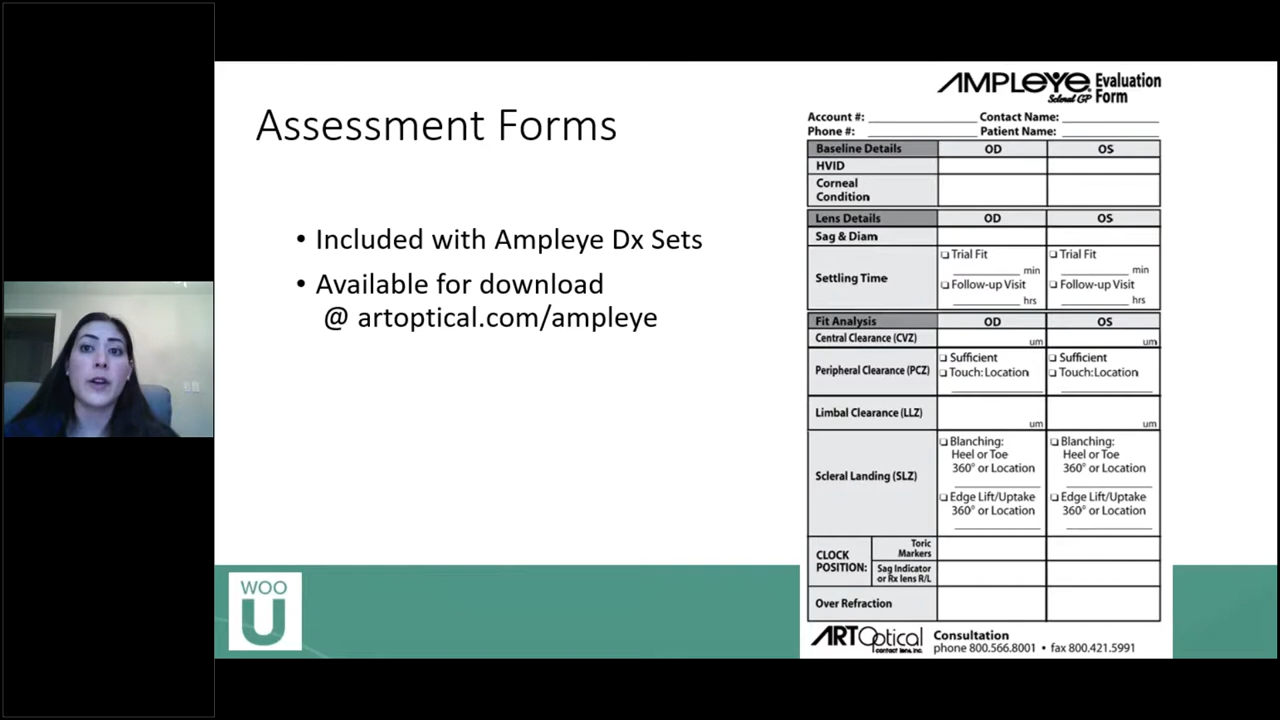 Assessment Forms
• Included with Ampleye Dx Sets
• Available for download
@ artoptical.com/ampleye
WOO
U
AMPLEYE Evaluation
Scleral GP Form
Account #: Contact Name:
Phone #: Patient Name:
Baseline Details OD OS
HVID
Corneal
Condition
Lens Details OD OS
Sag & Diam
Settling Time
❏ Trial Fit ❏ Trial Fit
min min
❏ Follow-up Visit ❏ Follow-up Visit
hrs hrs
Fit Analysis OD OS
Central Clearance (CVZ) um um
Peripheral Clearance (PCZ)
❏ Sufficient ❏ Sufficient
❏ Touch: Location ❏ Touch: Location
Limbal Clearance (LLZ) um um
Scleral Landing (SLZ)
❏ Blanching: ❏ Blanching:
Heel or Toe Heel or Toe
360° or Location 360° or Location
❏ Edge Lift/Uptake ❏ Edge Lift/Uptake
360° or Location 360° or Location
CLOCK
POSITION:
Toric
Markers
Sag Indicator
or Rx lens R/L
Over Refraction
ARTOptical Consultation
contact lens, inc. phone 800.566.8001 • fax 800.421.5991